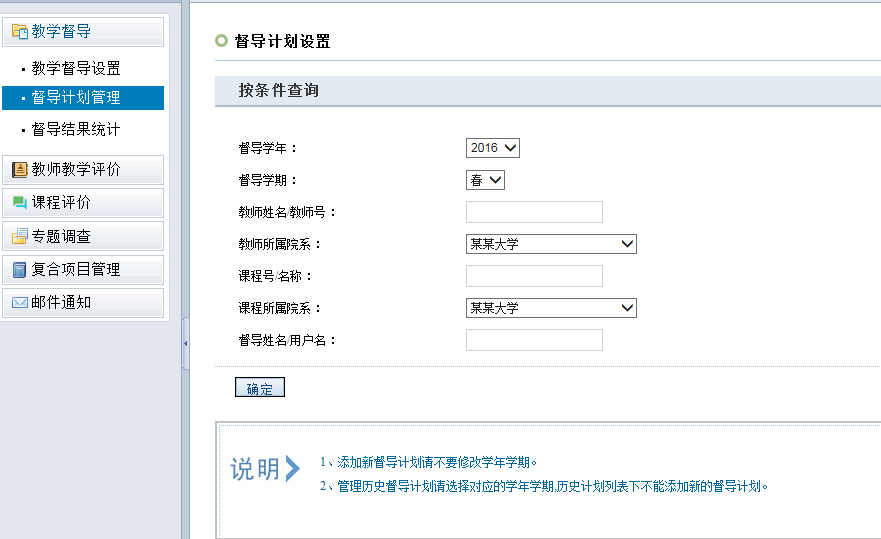 教学督导
教学督导设置
督导计划管理
督导结果统计
教师教学评价
课程评价
专题调查
复合项目管理
邮件通知
督导计划设置
按条件查询
督导学年： 2016
督导学期： 春
教师姓名/教师号：
教师所属院系： 某某大学
课程号/名称：
课程所属院系： 某某大学
督导姓名/用户名：
确定
说明
1、添加新督导计划请不要修改学年学期。
2、管理历史督导计划请选择对应的学年学期,历史计划列表下不能添加新的督导计划。